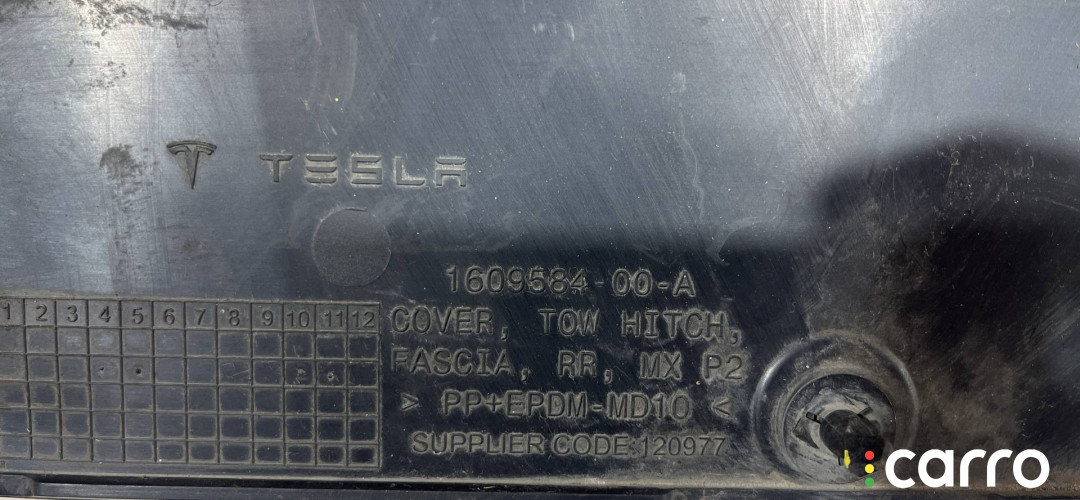 TESLA
1609584-00-A
1 2 3 4 5 6 7 8 9 10 11 12
COVER, TOW HITCH,
FASCIA, RR, MX P2
> PP+EPDM-MD10 <
SUPPLIER CODE:120977
carro